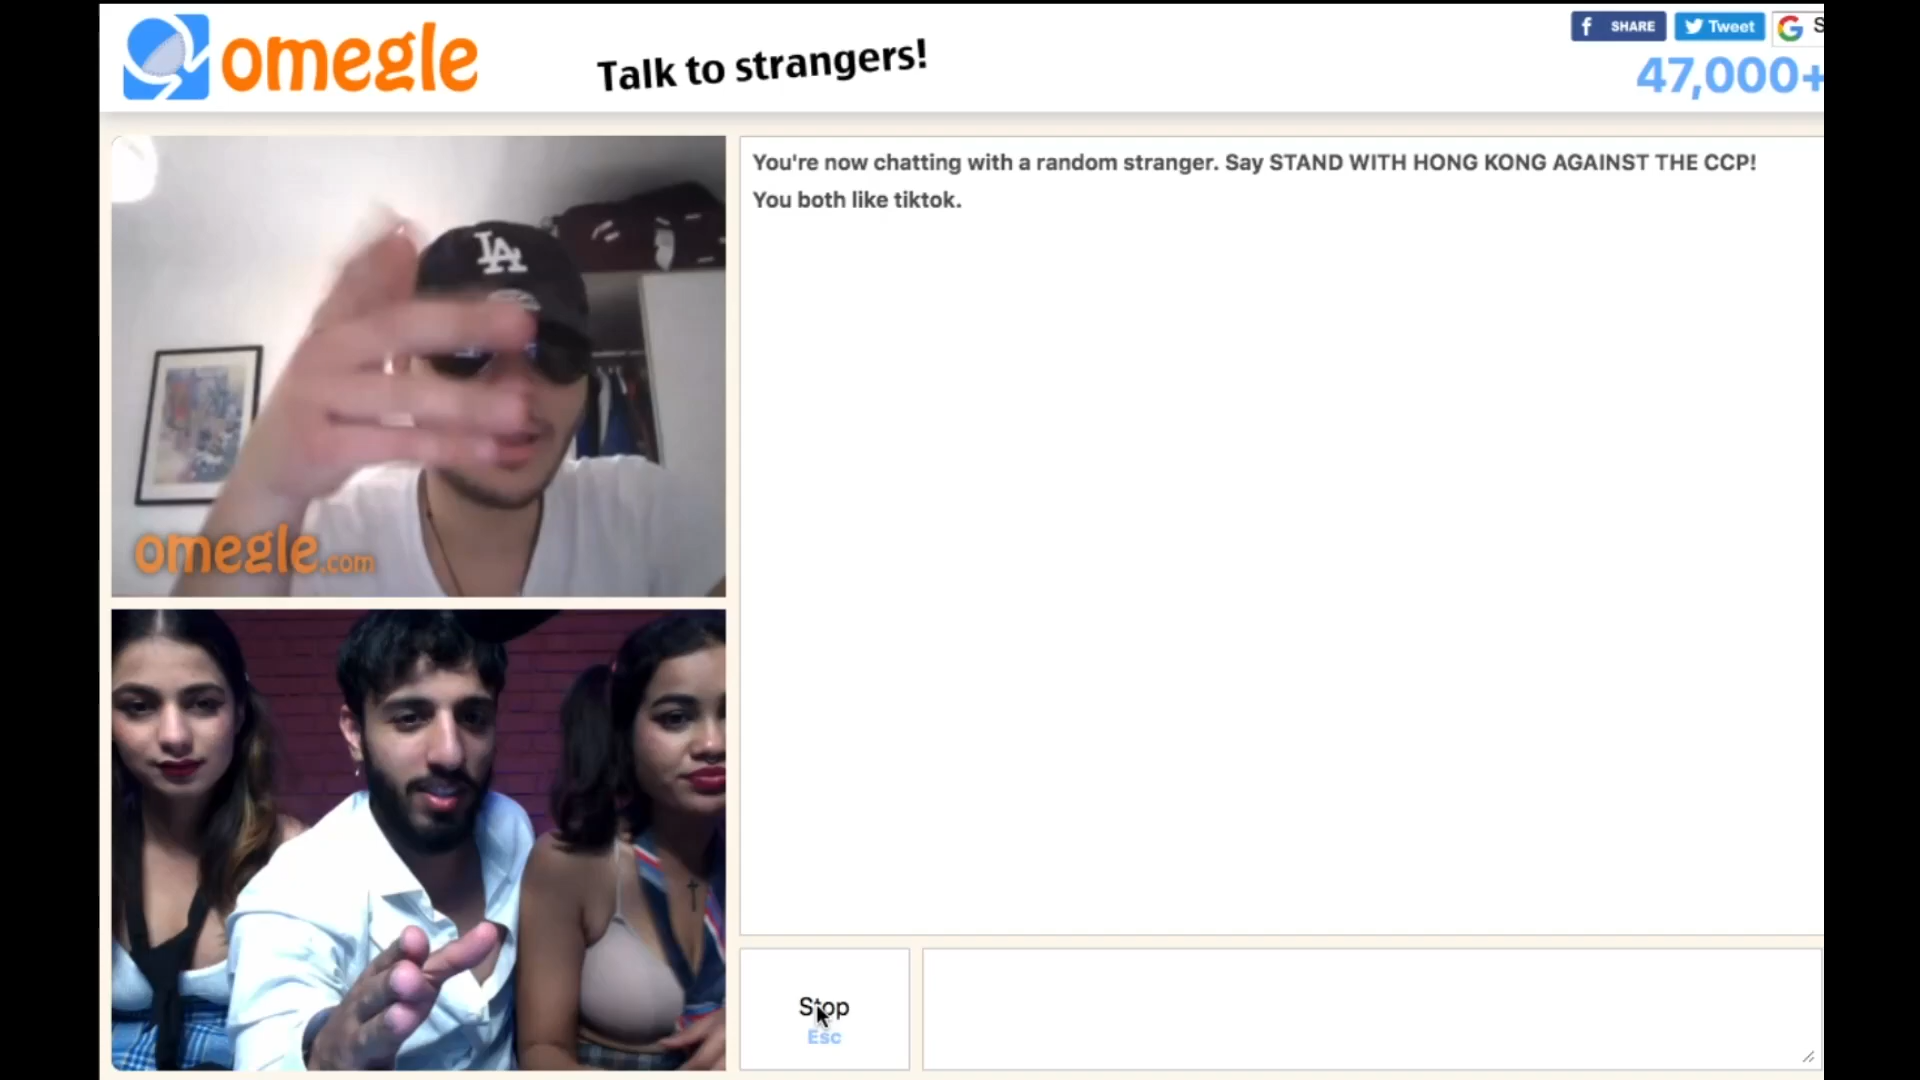 omegle
Talk to strangers!
f SHARE
Tweet
G S
47,000+
You're now chatting with a random stranger. Say STAND WITH HONG KONG AGAINST THE CCP!
You both like tiktok.
LA
omegle.com
Stop
Esc